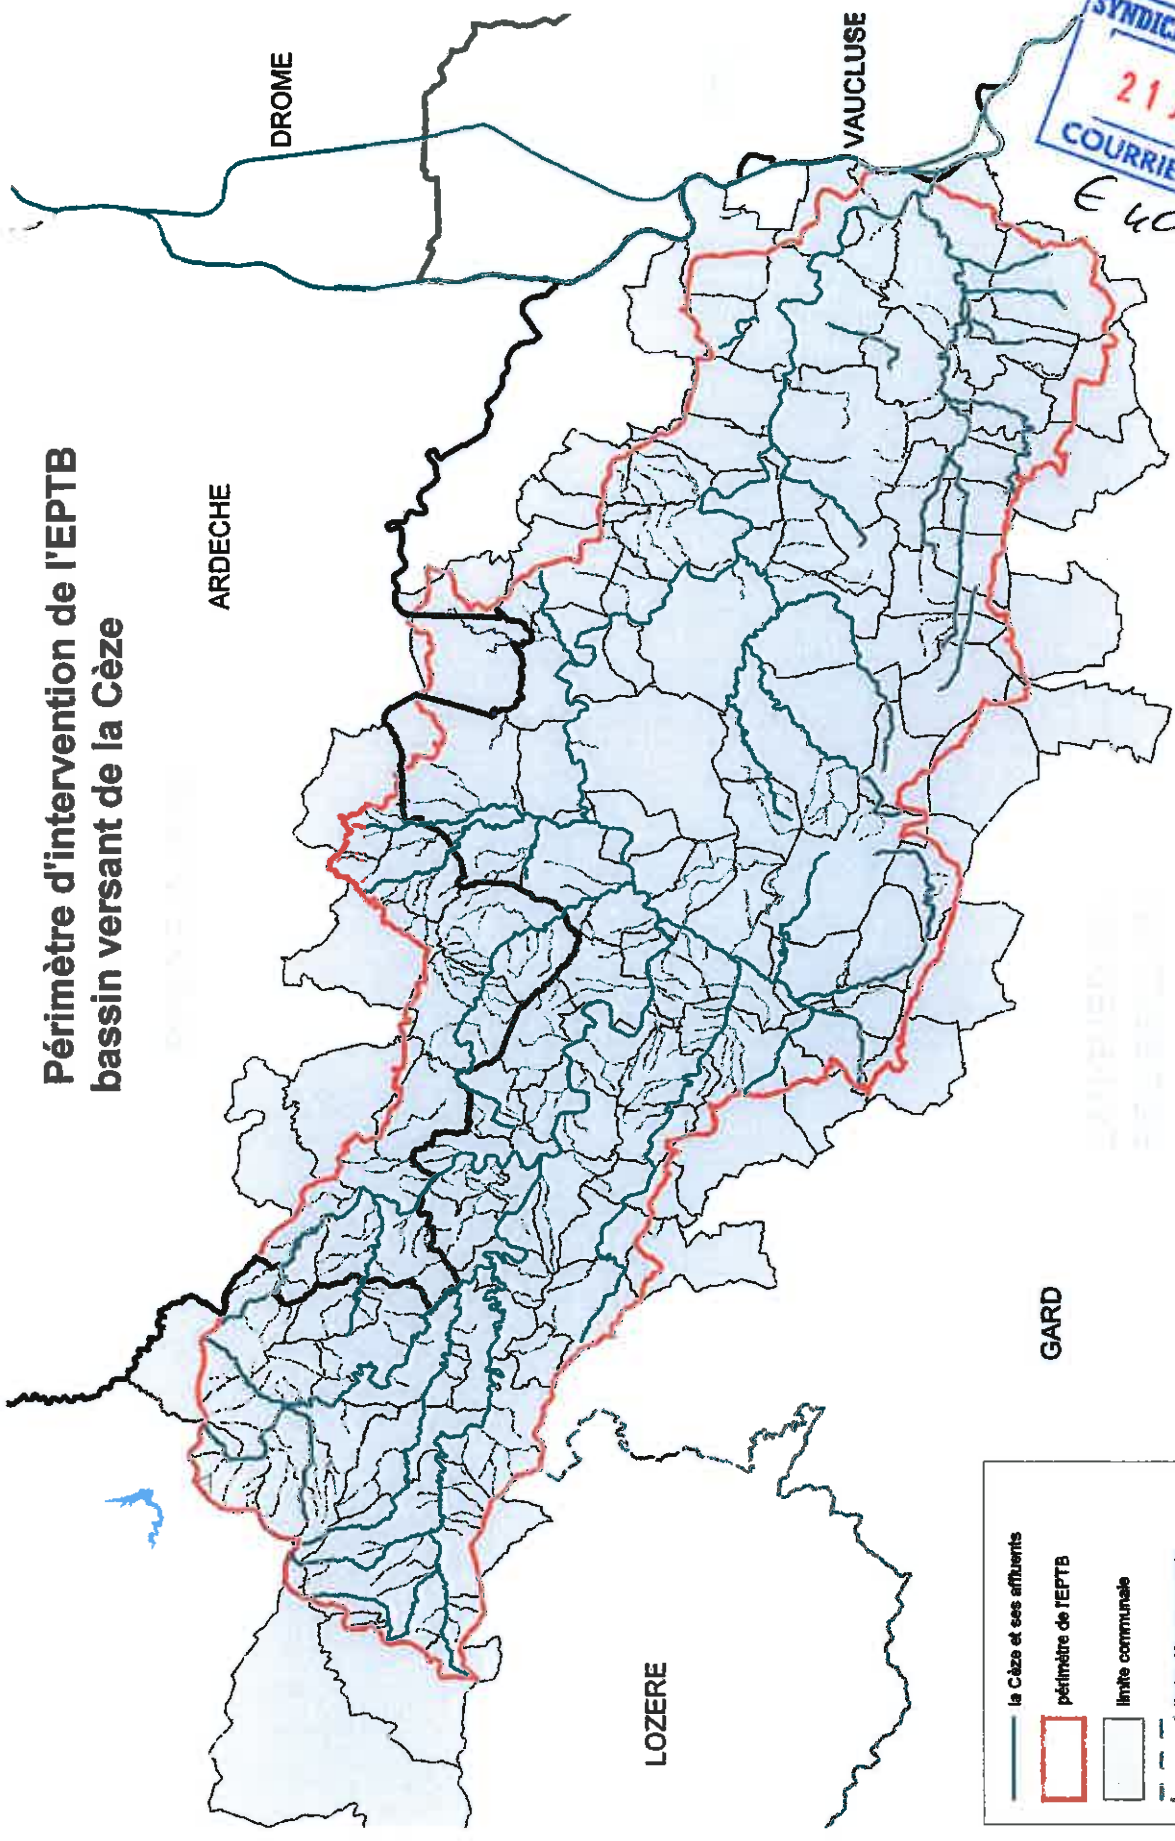 Périmètre d'intervention de l'EPTB
bassin versant de la Cèze
ARDECHE
DROME
VAUCLUSE
LOZERE
GARD
la Cèze et ses affluents
périmètre de l'EPTB
limite communale
21
COURRIE